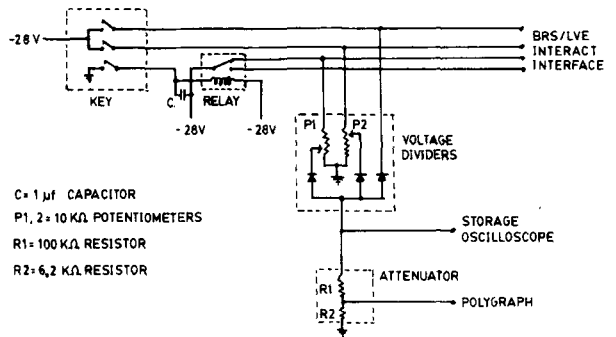 -28V
BRS/LVE
INTERACT
INTERFACE
KEY
C
RELAY
-28V
-28V
P1
P2
VOLTAGE
DIVIDERS
C= 1 µf CAPACITOR
P1, 2= 10 KΩ POTENTIOMETERS
R1= 100 KΩ RESISTOR
R2= 6,2 KΩ RESISTOR
STORAGE
OSCILLOSCOPE
ATTENUATOR
R1
R2
POLYGRAPH